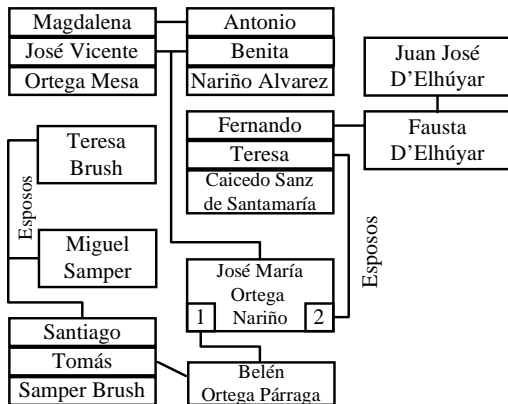 Magdalena
José Vicente
Ortega Mesa
Antonio
Benita
Nariño Alvarez
Juan José
D'Elhúyar
Fernando
Teresa
Caicedo Sanz
de Santamaría
Fausta
D'Elhúyar
Teresa
Brush
Esposos
Miguel
Samper
Esposos
José María
Ortega
Nariño
1
2
Santiago
Tomás
Samper Brush
Belén
Ortega Párraga